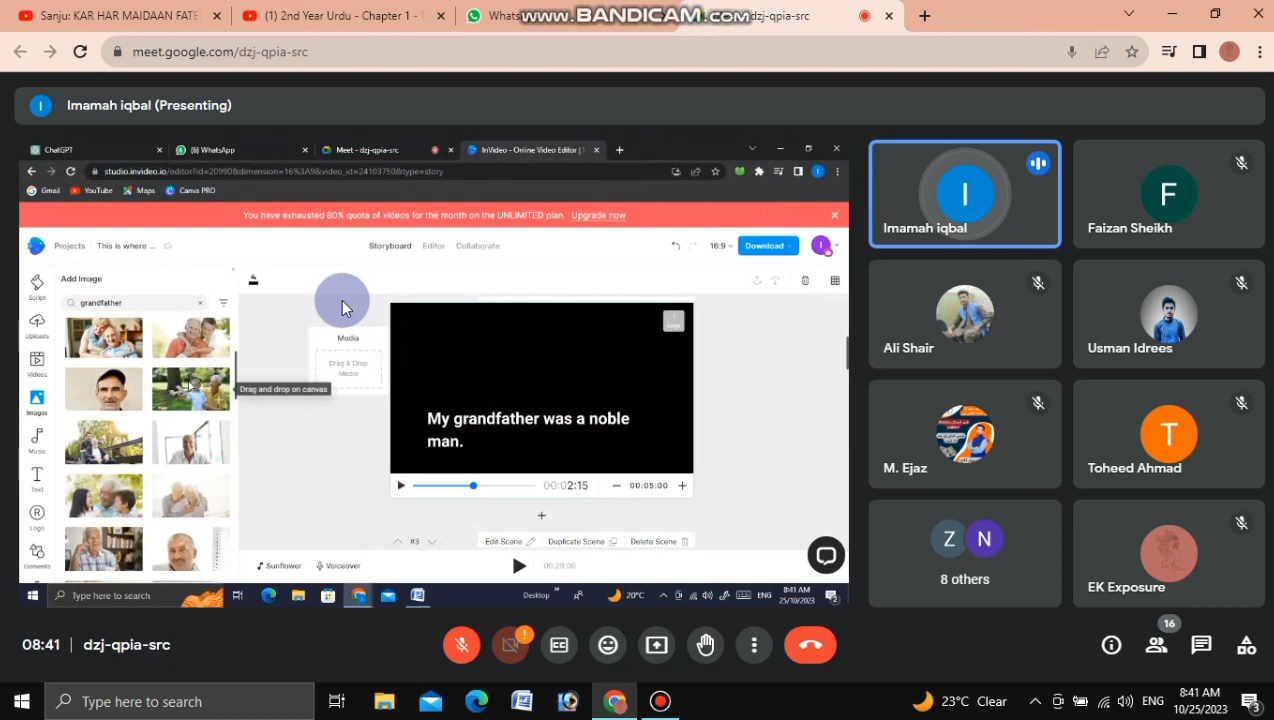 Sanju: KAR HAR MAIDAAN FATE
(1) 2nd Year Urdu - Chapter 1 -
Whats
www.BANDICAM.com
dzj-qpia-src
meet.google.com/dzj-qpia-src
I
Imamah iqbal (Presenting)
ChatGPT
(6) WhatsApp
Meet - dzj-qpia-src
InVideo - Online Video Editor |
studio.invideo.io/editor?id=20990&dimension=16%3A9&video_id=24103750&type=story
Gmail
YouTube
Maps
Canva PRO
You have exhausted 80% quota of videos for the month on the UNLIMITED plan. Upgrade now
Projects
This is where ...
Storyboard
Editor
Collaborate
16:9
Download
I
Add Image
grandfather
Script
Uploads
Videos
Images
Music
Text
Logo
Elements
Drag and drop on canvas
Media
Drag & Drop
Media
Logo
My grandfather was a noble
man.
00:02:15
00:05:00
#3
Edit Scene
Duplicate Scene
Delete Scene
Sunflower
Voiceover
00:29:00
Type here to search
Desktop
20°C
ENG
8:41 AM
25/10/2023
2
I
Imamah iqbal
F
Faizan Sheikh
Ali Shair
Usman Idrees
M. Ejaz
T
Toheed Ahmad
Z
N
8 others
EK Exposure
08:41
dzj-qpia-src
16
Type here to search
23°C Clear
ENG
8:41 AM
10/25/2023
3